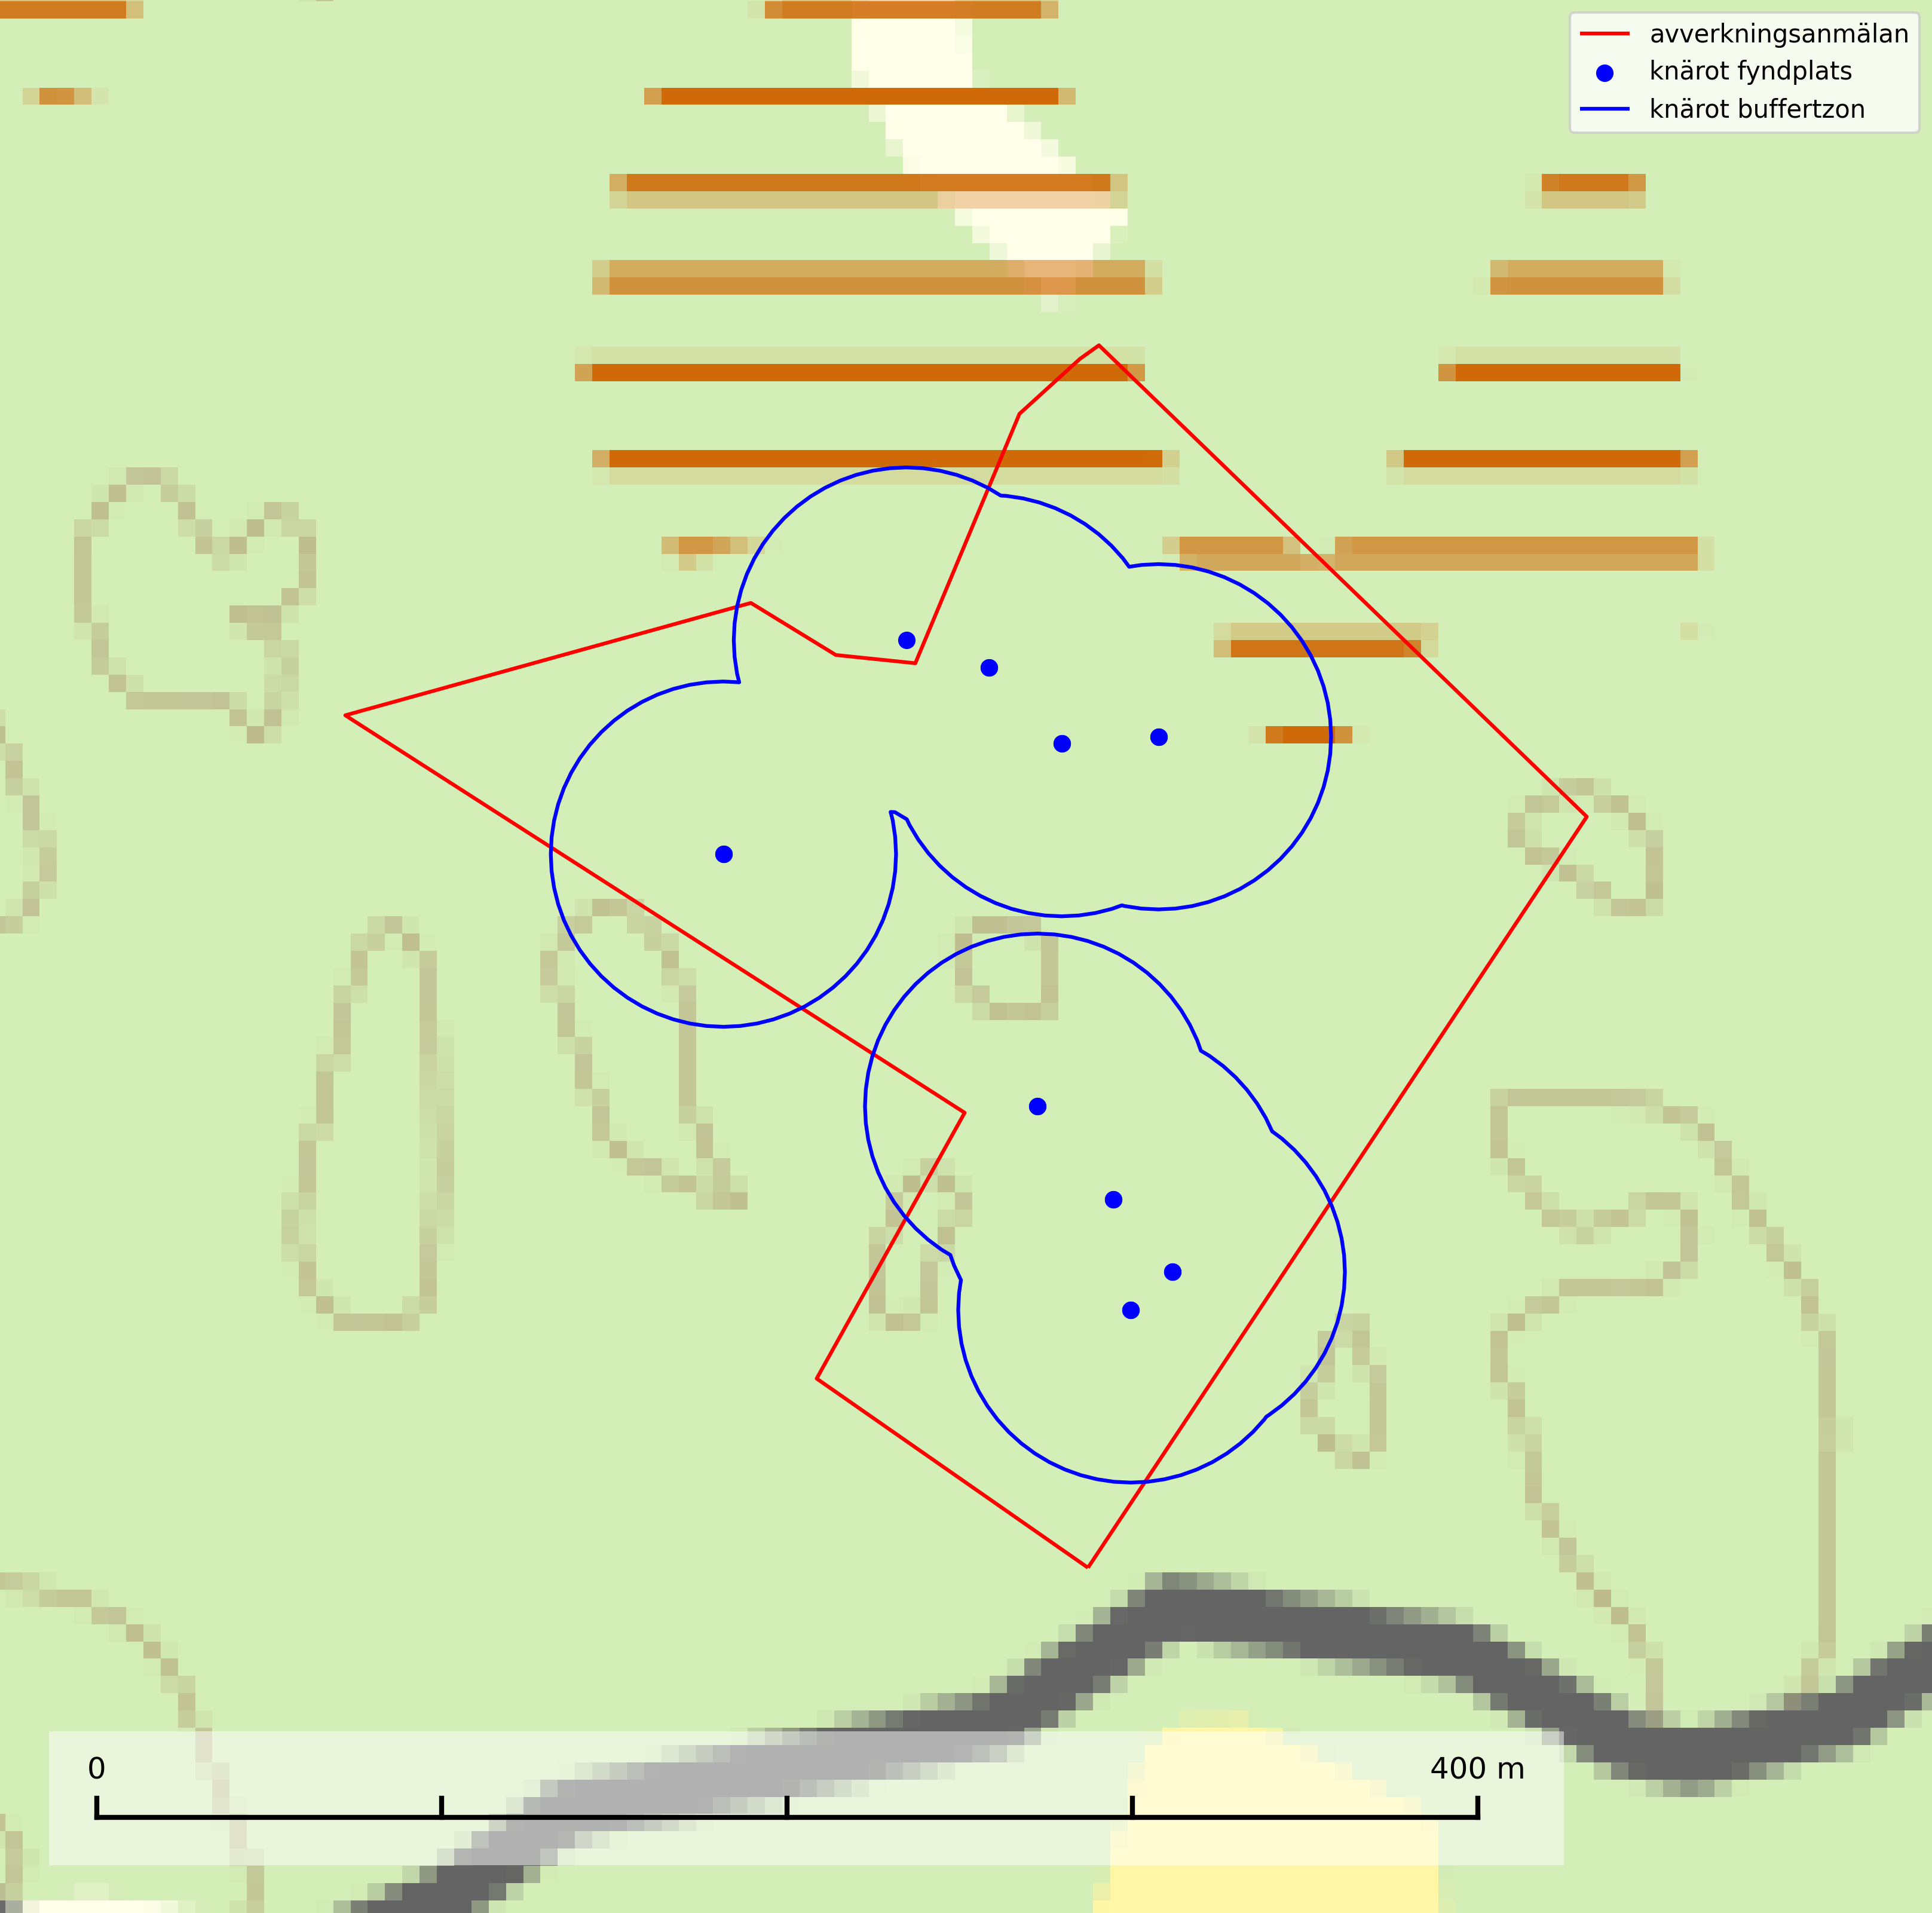 avverkningsanmälan
knärot fyndplats
knärot buffertzon
0
400 m